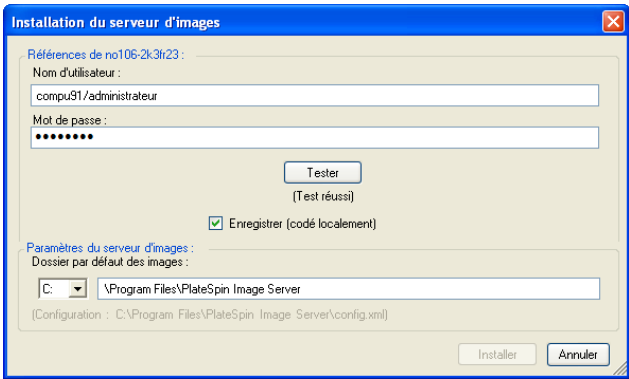 Installation du serveur d'images
Références de no106-2k3fr23 :
Nom d'utilisateur :
compu91/administrateur
Mot de passe :
••••••••
Tester
(Test réussi)
Enregistrer (codé localement)
Paramètres du serveur d'images :
Dossier par défaut des images :
C: \Program Files\PlateSpin Image Server
(Configuration : C:\Program Files\PlateSpin Image Server\config.xml)
Installer Annuler